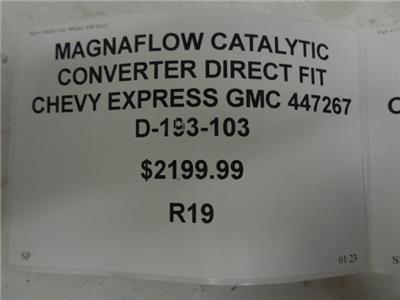 MAGNAFLOW CATALYTIC
CONVERTER DIRECT FIT
CHEVY EXPRESS GMC 447267
D-193-103
$2199.99
R19
SP
01/23